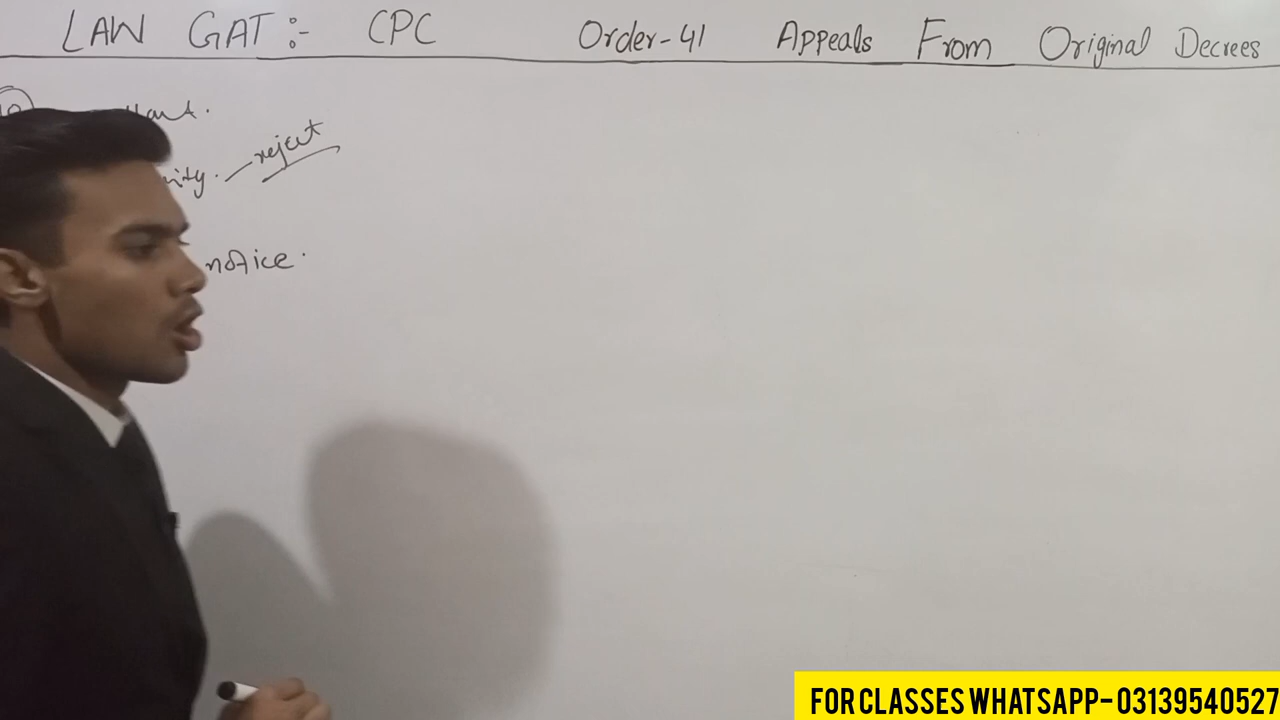 LAW GAT:- CPC Order-41 Appeals From Original Decrees
reject
notice.
FOR CLASSES WHATSAPP- 03139540527